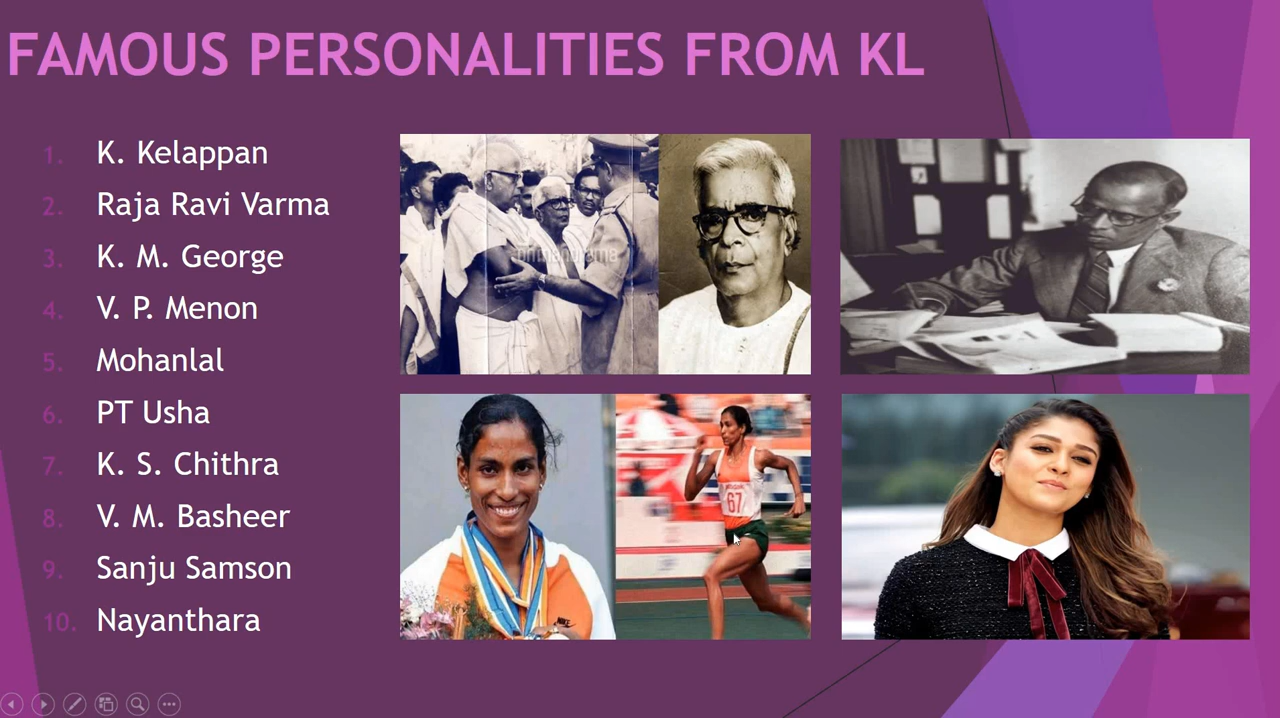 FAMOUS PERSONALITIES FROM KL
1. K. Kelappan
2. Raja Ravi Varma
3. K. M. George
4. V. P. Menon
5. Mohanlal
6. PT Usha
7. K. S. Chithra
8. V. M. Basheer
9. Sanju Samson
10. Nayanthara
67